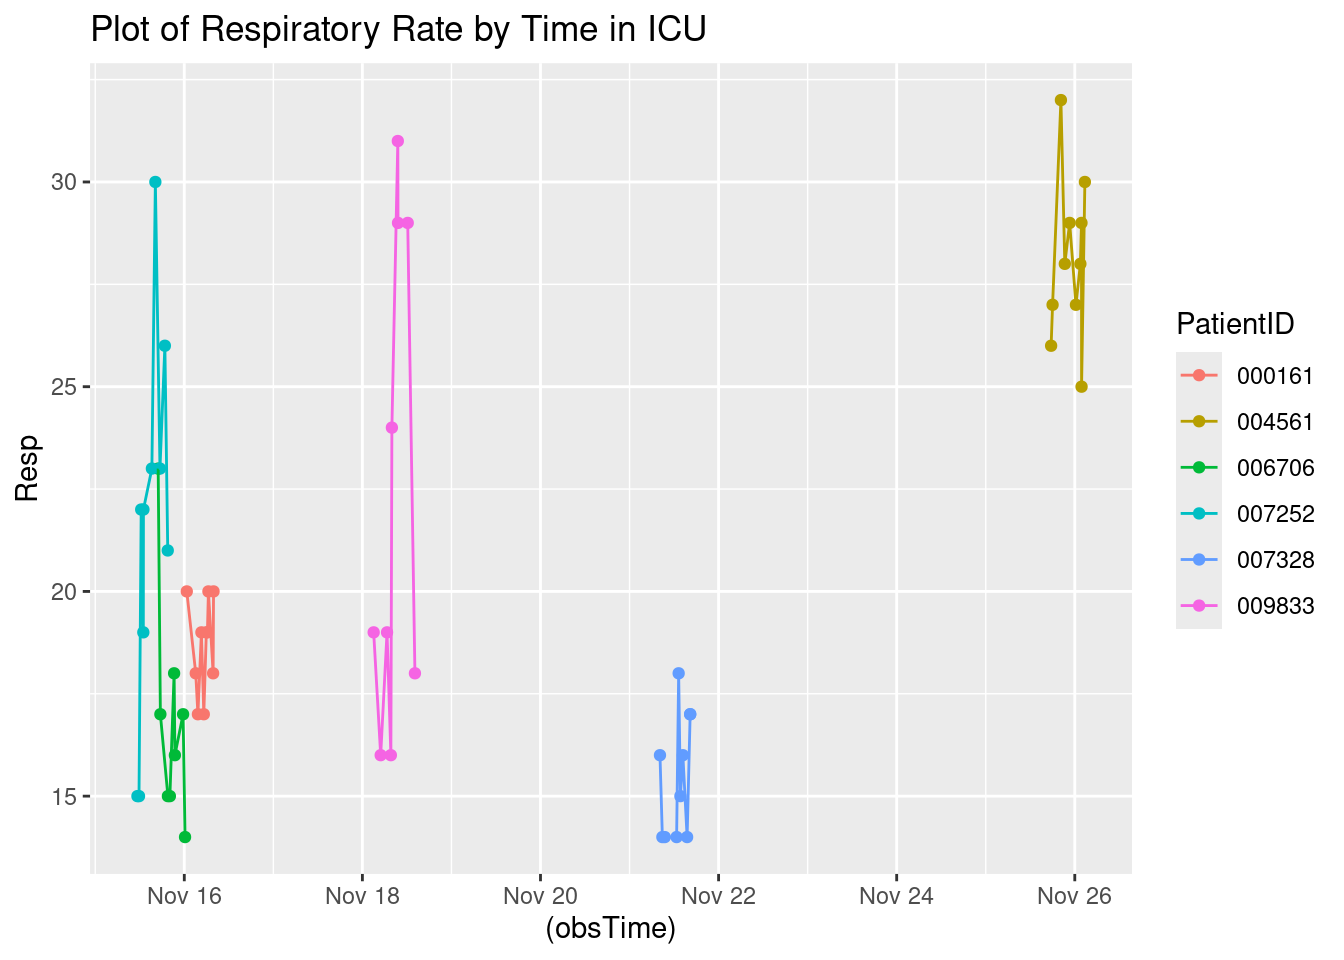 Plot of Respiratory Rate by Time in ICU
Resp
30
25
20
15
Nov 16
Nov 18
Nov 20
Nov 22
Nov 24
Nov 26
(obsTime)
PatientID
000161
004561
006706
007252
007328
009833